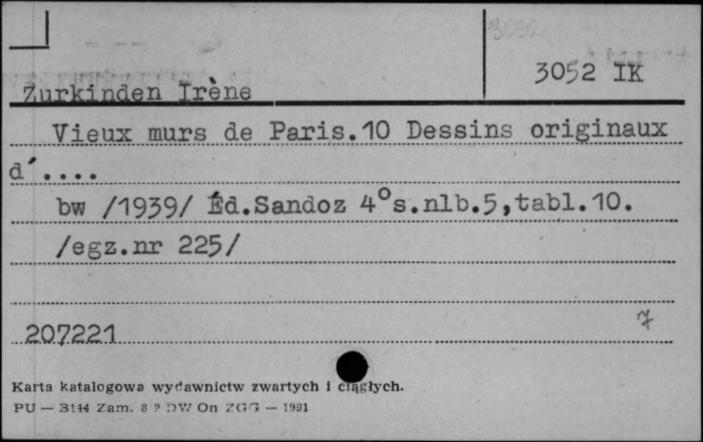 3052 IK
Zurkinden Irène
Vieux murs de Paris.10 Dessins originaux
d'....
bw /1939/ Éd.Sandoz 4°s.nlb.5,tabl.10.
/egz.nr 225/
207221
7
Karta katalogowa wydawnictw zwartych i ciągłych.
PU — 3144 Zam. DW On ZGG — 1991